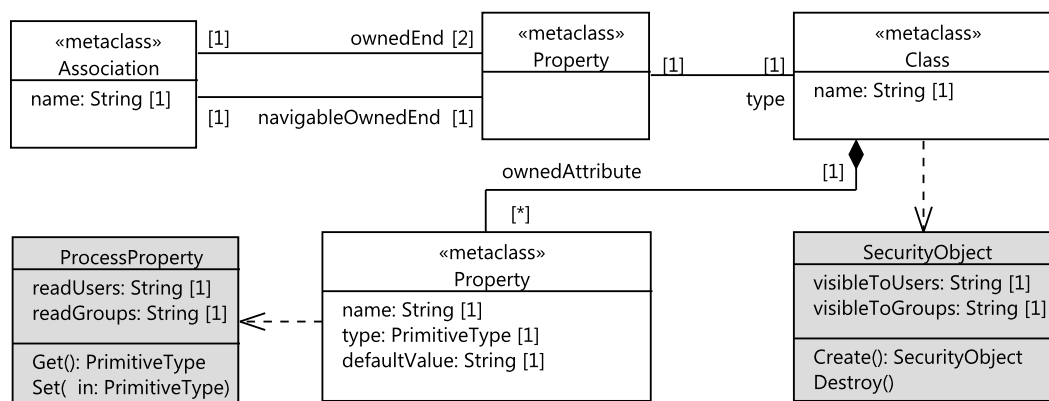 «metaclass»
Association
name: String [1]
[1]
ownedEnd [2]
[1]
navigableOwnedEnd [1]
«metaclass»
Property
[1]
[1]
type
«metaclass»
Class
name: String [1]
ownedAttribute
[1]
[*]
ProcessProperty
readUsers: String [1]
readGroups: String [1]
Get(): PrimitiveType
Set( in: PrimitiveType)
«metaclass»
Property
name: String [1]
type: PrimitiveType [1]
defaultValue: String [1]
SecurityObject
visibleToUsers: String [1]
visibleToGroups: String [1]
Create(): SecurityObject
Destroy()